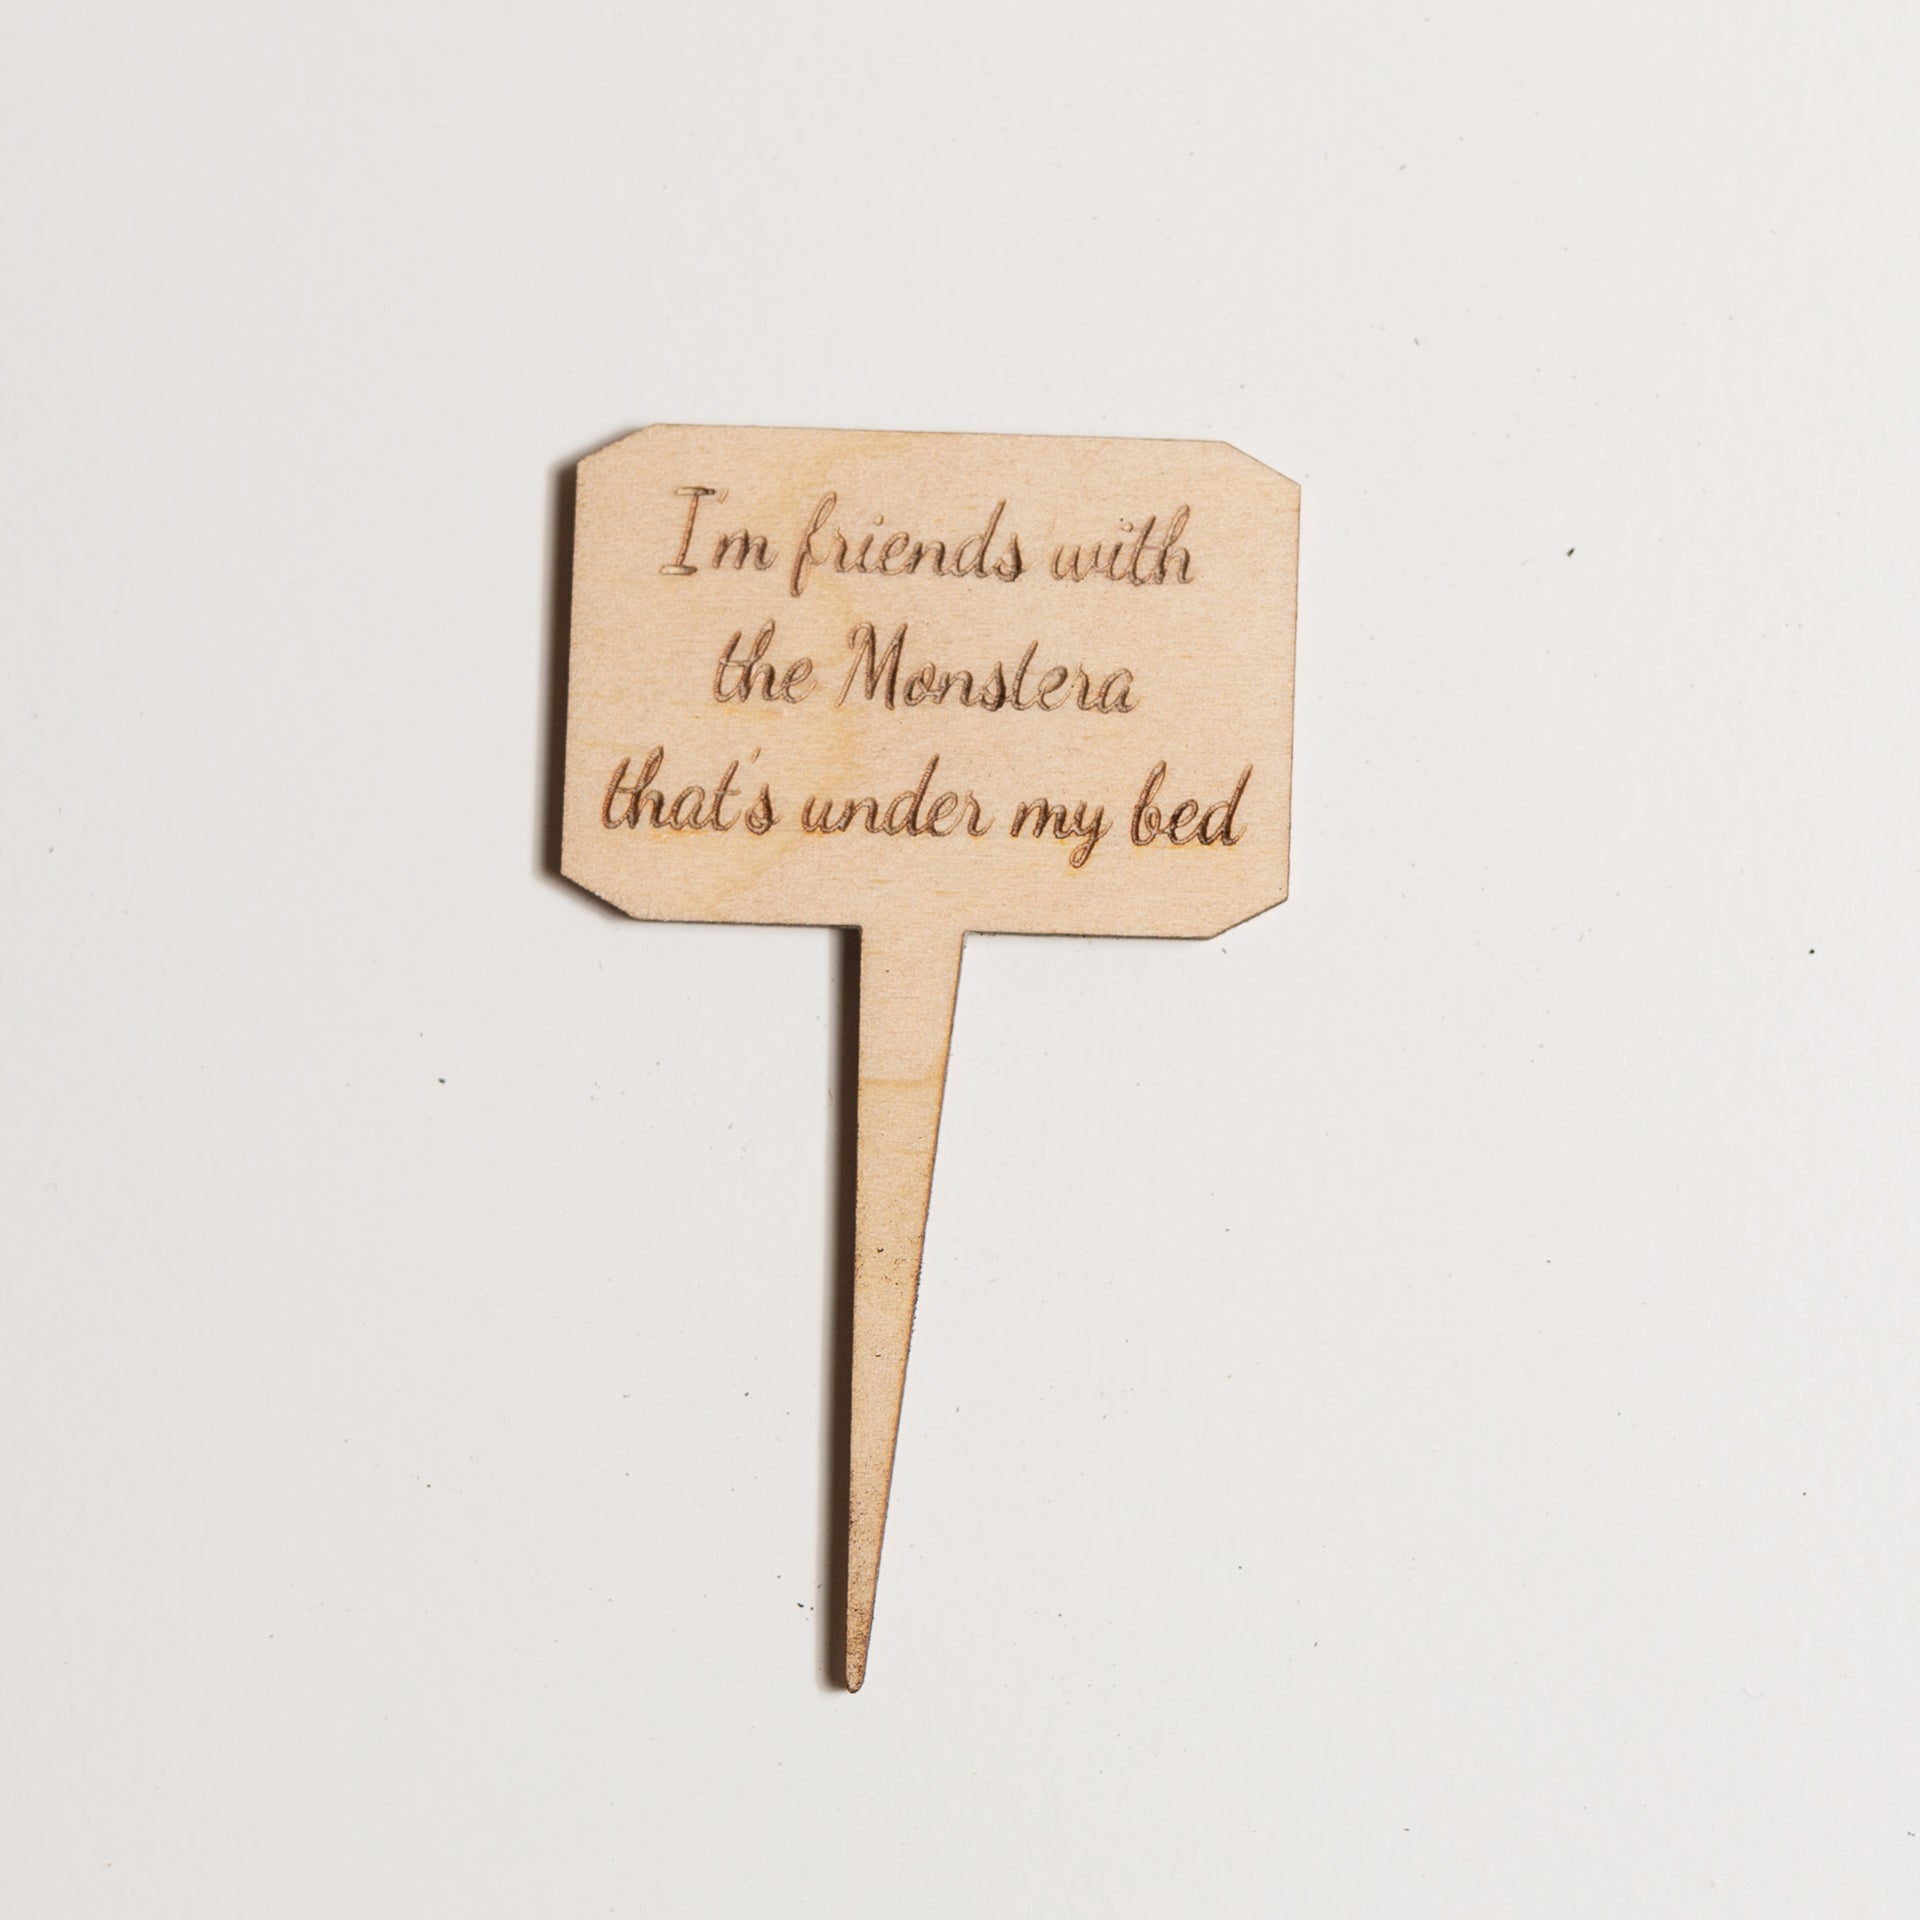 I'm friends with
the Monstera
that's under my bed